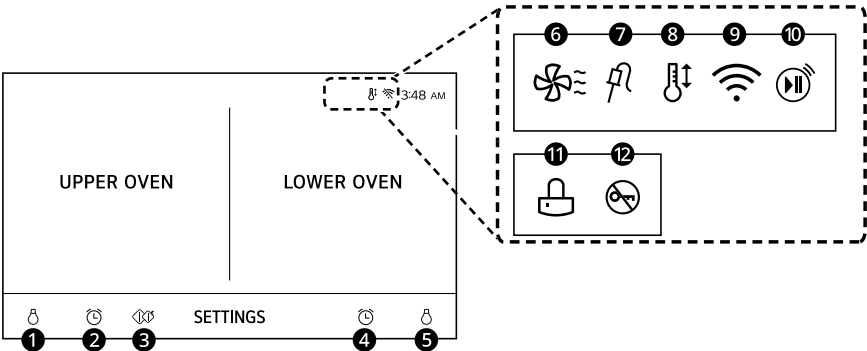 6 7 8 9 10
3:48 AM
11 12
UPPER OVEN LOWER OVEN
SETTINGS
1 2 3 4 5